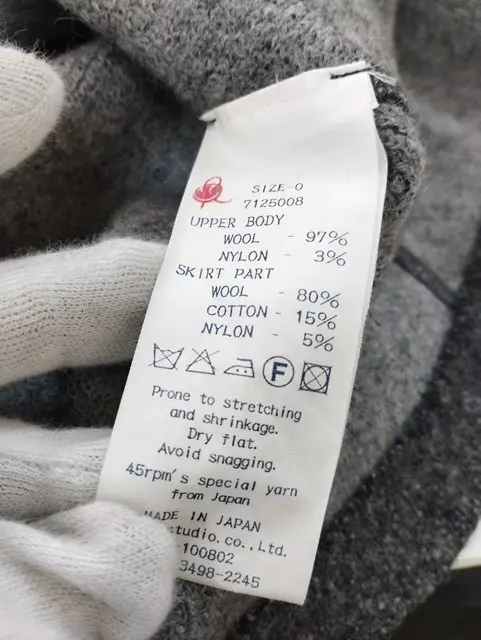 SIZE-0
7125008
UPPER BODY
WOOL - 97%
NYLON - 3%
SKIRT PART
WOOL - 80%
COTTON - 15%
NYLON - 5%
F
Prone to stretching
and shrinkage.
Dry flat.
Avoid snagging.
45rpm's special yarn
from Japan
MADE IN JAPAN
studio.co.,Ltd.
100802
3498-2245